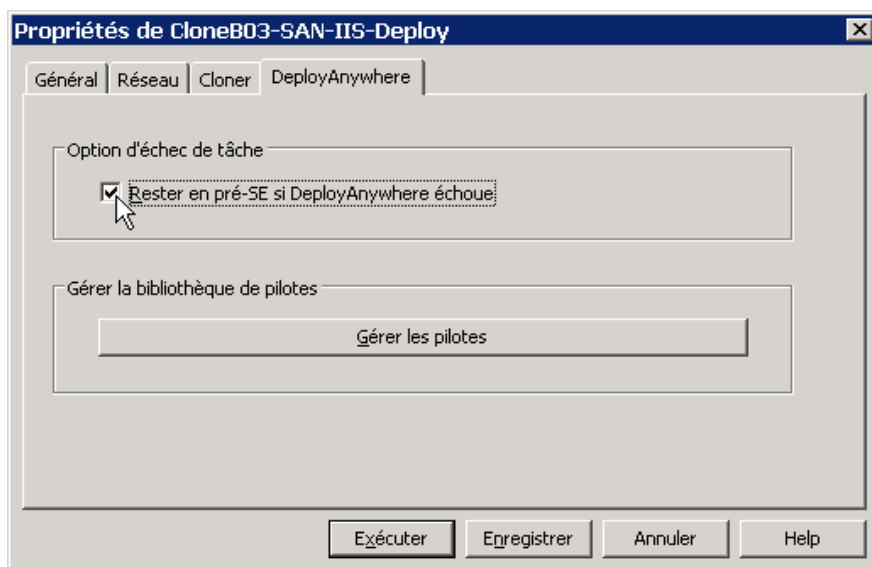 Propriétés de CloneB03-SAN-IIS-Deploy
Général Réseau Cloner DeployAnywhere
Option d'échec de tâche
Rester en pré-SE si DeployAnywhere échoue
Gérer la bibliothèque de pilotes
Gérer les pilotes
Exécuter Enregistrer Annuler Help